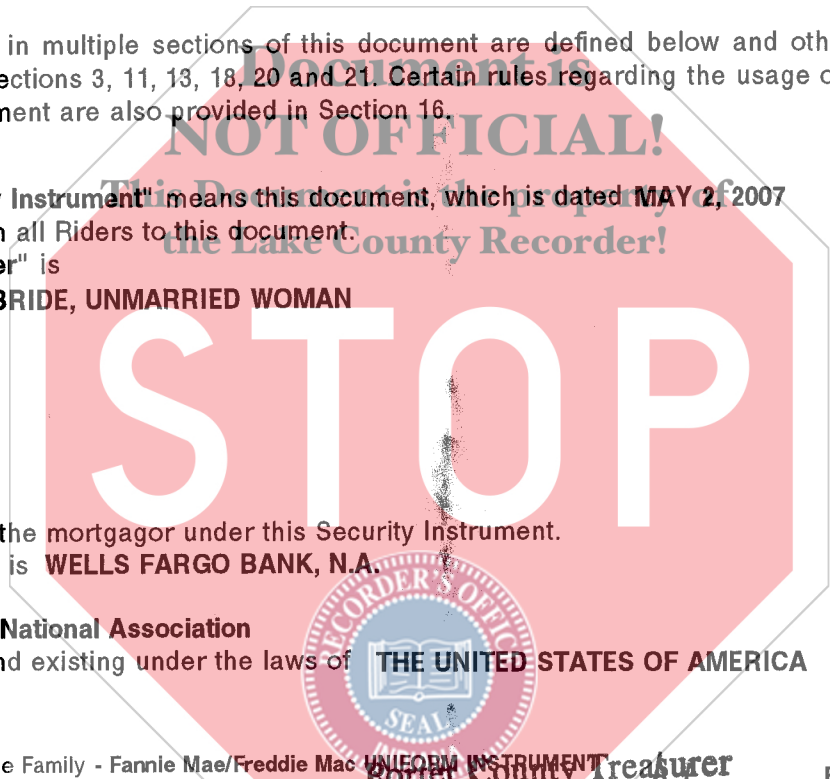 in multiple sections of this document are defined below and oth
ections 3, 11, 13, 18, 20 and 21. Certain rules regarding the usage o
ment are also provided in Section 16.
Document is
NOT OFFICIAL!
This Document is the property of
the Lake County Recorder!
Instrument" means this document, which is dated MAY 2, 2007
all Riders to this document.
er" is
BRIDE, UNMARRIED WOMAN
STOP
the mortgagor under this Security Instrument.
is WELLS FARGO BANK, N.A.
National Association
nd existing under the laws of THE UNITED STATES OF AMERICA
RECORDER'S OFFICE
SEAL
INDIANA
e Family - Fannie Mae/Freddie Mac UNIFORM INSTRUMENT
Porter County Treasurer